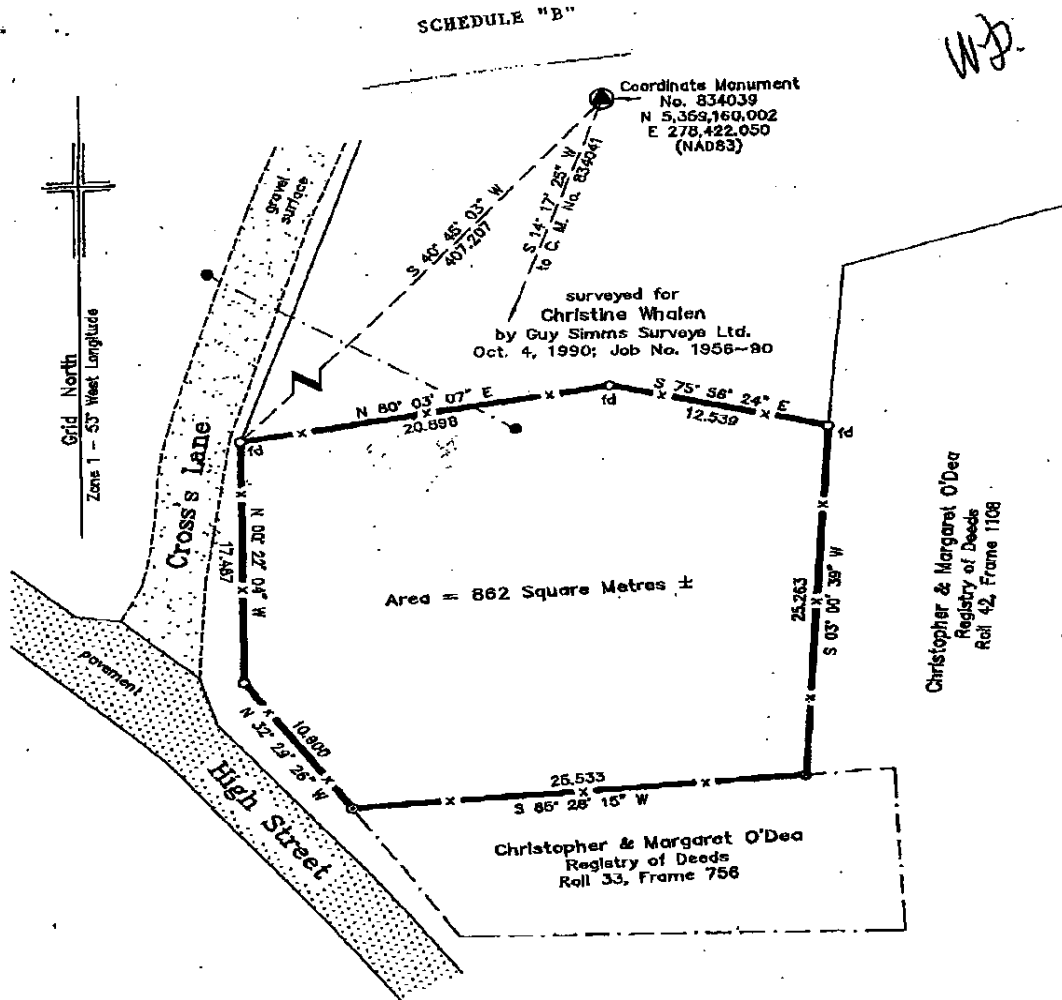 SCHEDULE "B"
Coordinate Monument
No. 834039
N 5,369,160.002
E 278,422.050
(NAD83)
gravel
surface
S 40° 45' 03" W
407.207
S 14° 17' 25" W
to C. M. No. 834041
Grid North
Zone 1 - 53° West Longitude
surveyed for
Christine Whalen
by Guy Simms Surveys Ltd.
Oct. 4, 1990; Job No. 1956-90
N 80° 03' 07" E
20.898
fd
S 75° 56' 24" E
12.539
fd
fd
Cross's Lane
N 00° 22' 04" W
17.467
Area = 862 Square Metres ±
25.263
S 03° 00' 39" W
Christopher & Margaret O'Dea
Registry of Deeds
Roll 42, Frame 1108
pavement
10.900
N 32° 29' 26" W
High Street
S 85° 28' 15" W
Christopher & Margaret O'Dea
Registry of Deeds
Roll 33, Frame 756